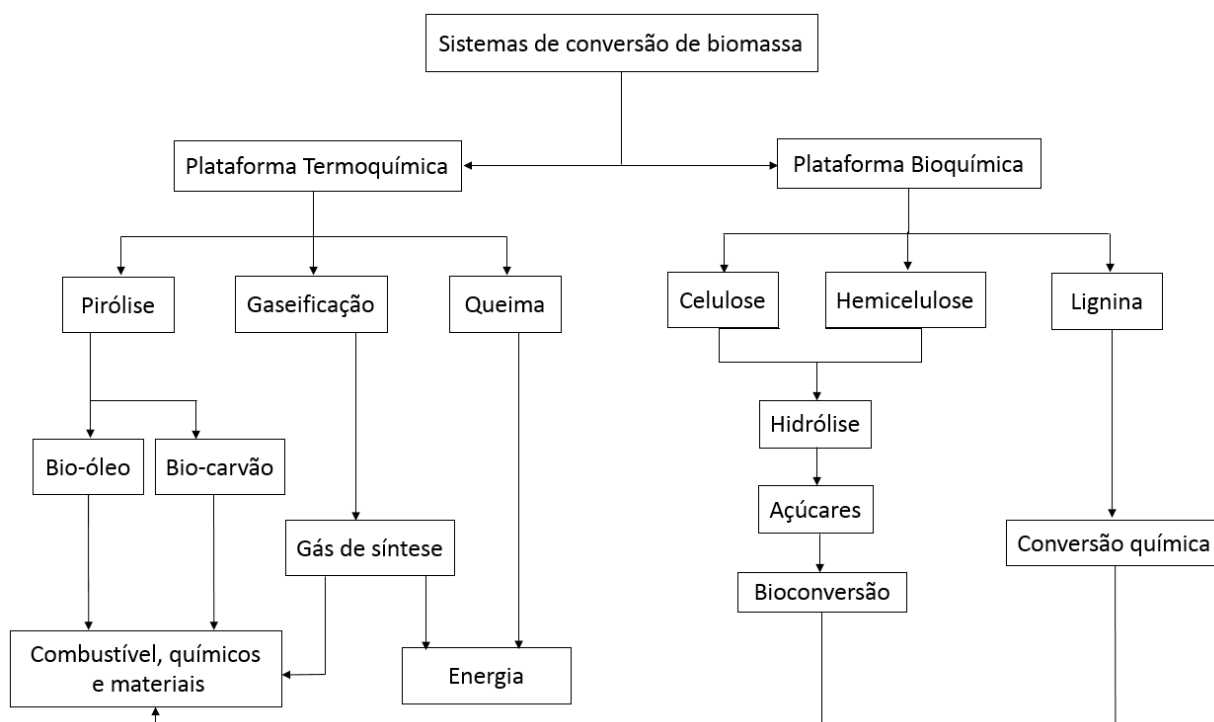 Sistemas de conversão de biomassa
Plataforma Termoquímica
Plataforma Bioquímica
Pirólise
Gaseificação
Queima
Celulose
Hemicelulose
Lignina
Hidrólise
Bio-óleo
Bio-carvão
Açúcares
Gás de síntese
Conversão química
Bioconversão
Combustível, químicos
e materiais
Energia